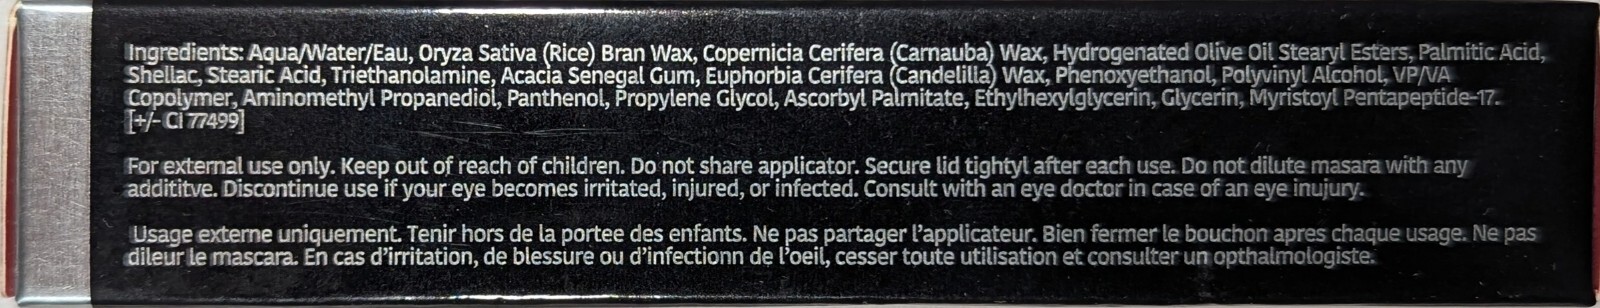 Ingredients: Aqua/Water/Eau, Oryza Sativa (Rice) Bran Wax, Copernicia Cerifera (Carnauba) Wax, Hydrogenated Olive Oil Stearyl Esters, Palmitic Acid,
Shellac, Stearic Acid, Triethanolamine, Acacia Senegal Gum, Euphorbia Cerifera (Candelilla) Wax, Phenoxyethanol, Polyvinyl Alcohol, VP/VA
Copolymer, Aminomethyl Propanediol, Panthenol, Propylene Glycol, Ascorbyl Palmitate, Ethylhexylglycerin, Glycerin, Myristoyl Pentapeptide-17.
[+/- CI 77499]
For external use only. Keep out of reach of children. Do not share applicator. Secure lid tightyl after each use. Do not dilute masara with any
addititve. Discontinue use if your eye becomes irritated, injured, or infected. Consult with an eye doctor in case of an eye inujury.
Usage externe uniquement. Tenir hors de la portee des enfants. Ne pas partager l'applicateur. Bien fermer le bouchon apres chaque usage. Ne pas
dileur le mascara. En cas d'irritation, de blessure ou d'infectionn de l'oeil, cesser toute utilisation et consulter un opthalmologiste.